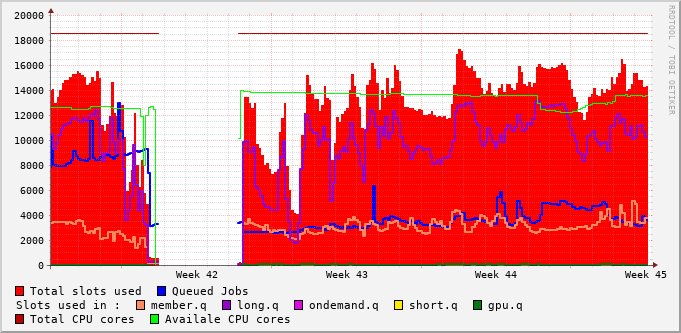 20000
18000
16000
14000
12000
10000
8000
6000
4000
2000
0
Week 42 Week 43 Week 44 Week 45
Total slots used Queued Jobs
Slots used in : member.q long.q ondemand.q short.q gpu.q
Total CPU cores Availale CPU cores
RRDTOOL / TOBI OETIKER